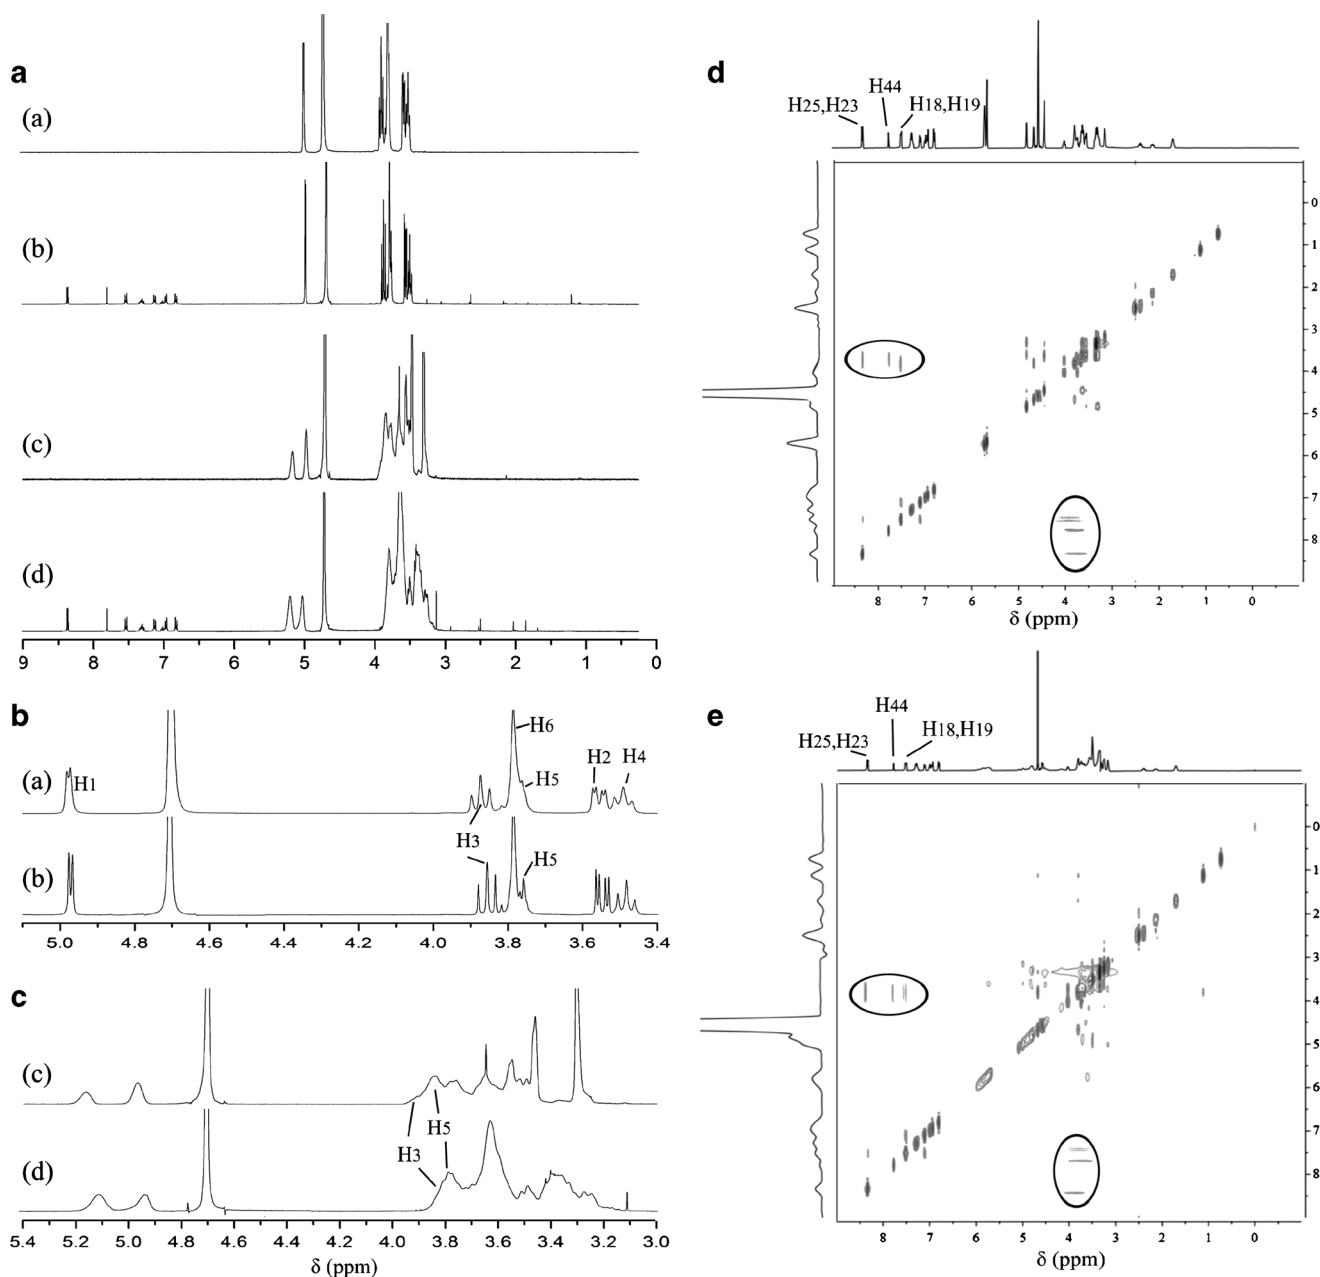 a
(a)
(b)
(c)
(d)
9 8 7 6 5 4 3 2 1 0
b
(a)
H1
H6
H5
H2
H4
H3
(b)
H5
5.0 4.8 4.6 4.4 4.2 4.0 3.8 3.6 3.4
c
(c)
H5
H3
(d)
5.4 5.2 5.0 4.8 4.6 4.4 4.2 4.0 3.8 3.6 3.4 3.2 3.0
δ (ppm)
d
H25,H23
H44
H18,H19
0
1
2
3
4
5
6
7
8
8 7 6 5 4 3 2 1 0
δ (ppm)
e
H25,H23
H44
H18,H19
0
1
2
3
4
5
6
7
8
8 7 6 5 4 3 2 1 0
δ (ppm)